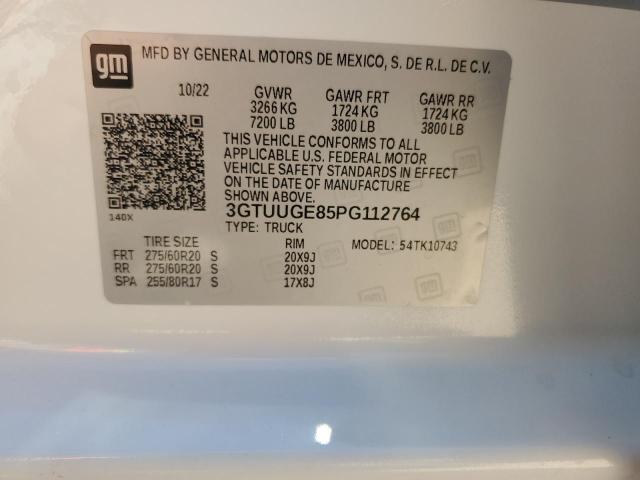 gm
MFD BY GENERAL MOTORS DE MEXICO, S. DE R.L. DE C.V.
10/22 GVWR GAWR FRT GAWR RR
3266 KG 1724 KG 1724 KG
7200 LB 3800 LB 3800 LB
THIS VEHICLE CONFORMS TO ALL
APPLICABLE U.S. FEDERAL MOTOR
VEHICLE SAFETY STANDARDS IN EFFECT
ON THE DATE OF MANUFACTURE
SHOWN ABOVE.
140X
3GTUUGE85PG112764
TYPE: TRUCK
TIRE SIZE RIM MODEL: 54TK10743
FRT 275/60R20 S 20X9J
RR 275/60R20 S 20X9J
SPA 255/80R17 S 17X8J